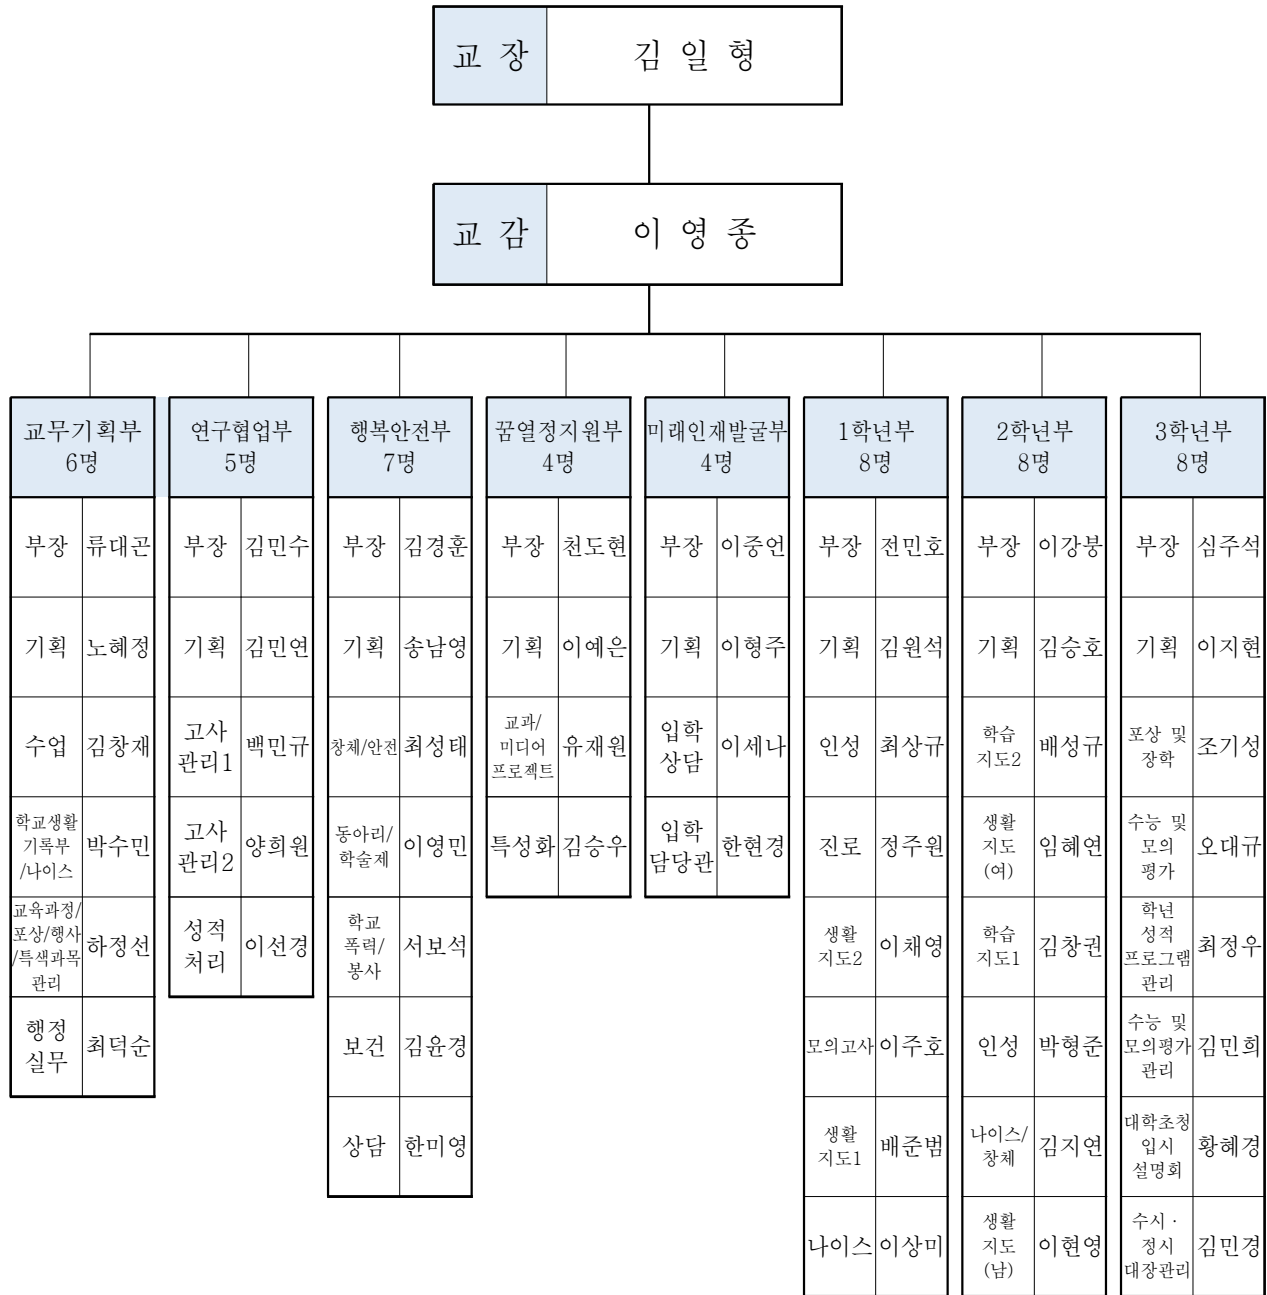 교 장 김 일 형
교 감 이 영 종
교무기획부
6명
부장 류대곤
기획 노혜정
수업 김창재
학교생활
기록부
/나이스
박수민
교육과정/
포상/행사
/특색과목
관리
하정선
행정
실무
최덕순
연구협업부
5명
부장 김민수
기획 김민연
고사
관리1
백민규
고사
관리2
양희원
성적
처리
이선경
행복안전부
7명
부장 김경훈
기획 송남영
창체/안전 최성태
동아리/
학술제
이영민
학교
폭력/
봉사
서보석
보건 김윤경
상담 한미영
꿈열정지원부
4명
부장 천도현
기획 이예은
교과/
미디어
프로젝트
유재원
특성화 김승우
미래인재발굴부
4명
부장 이중언
기획 이형주
입학
상담
이세나
입학
담당관
한현경
1학년부
8명
부장 전민호
기획 김원석
인성 최상규
진로 정주원
생활
지도2
이채영
모의고사 이주호
생활
지도1
배준범
나이스 이상미
2학년부
8명
부장 이강붕
기획 김승호
학습
지도2
배성규
생활
지도
(여)
임혜연
학습
지도1
김창권
인성 박형준
나이스/
창체
김지연
생활
지도
(남)
이현영
3학년부
8명
부장 심주석
기획 이지현
포상 및
장학
조기성
수능 및
모의
평가
오대규
학년
성적
프로그램
관리
최정우
수능 및
모의평가
관리
김민희
대학초청
입시
설명회
황혜경
수시 ·
정시
대장관리
김민경